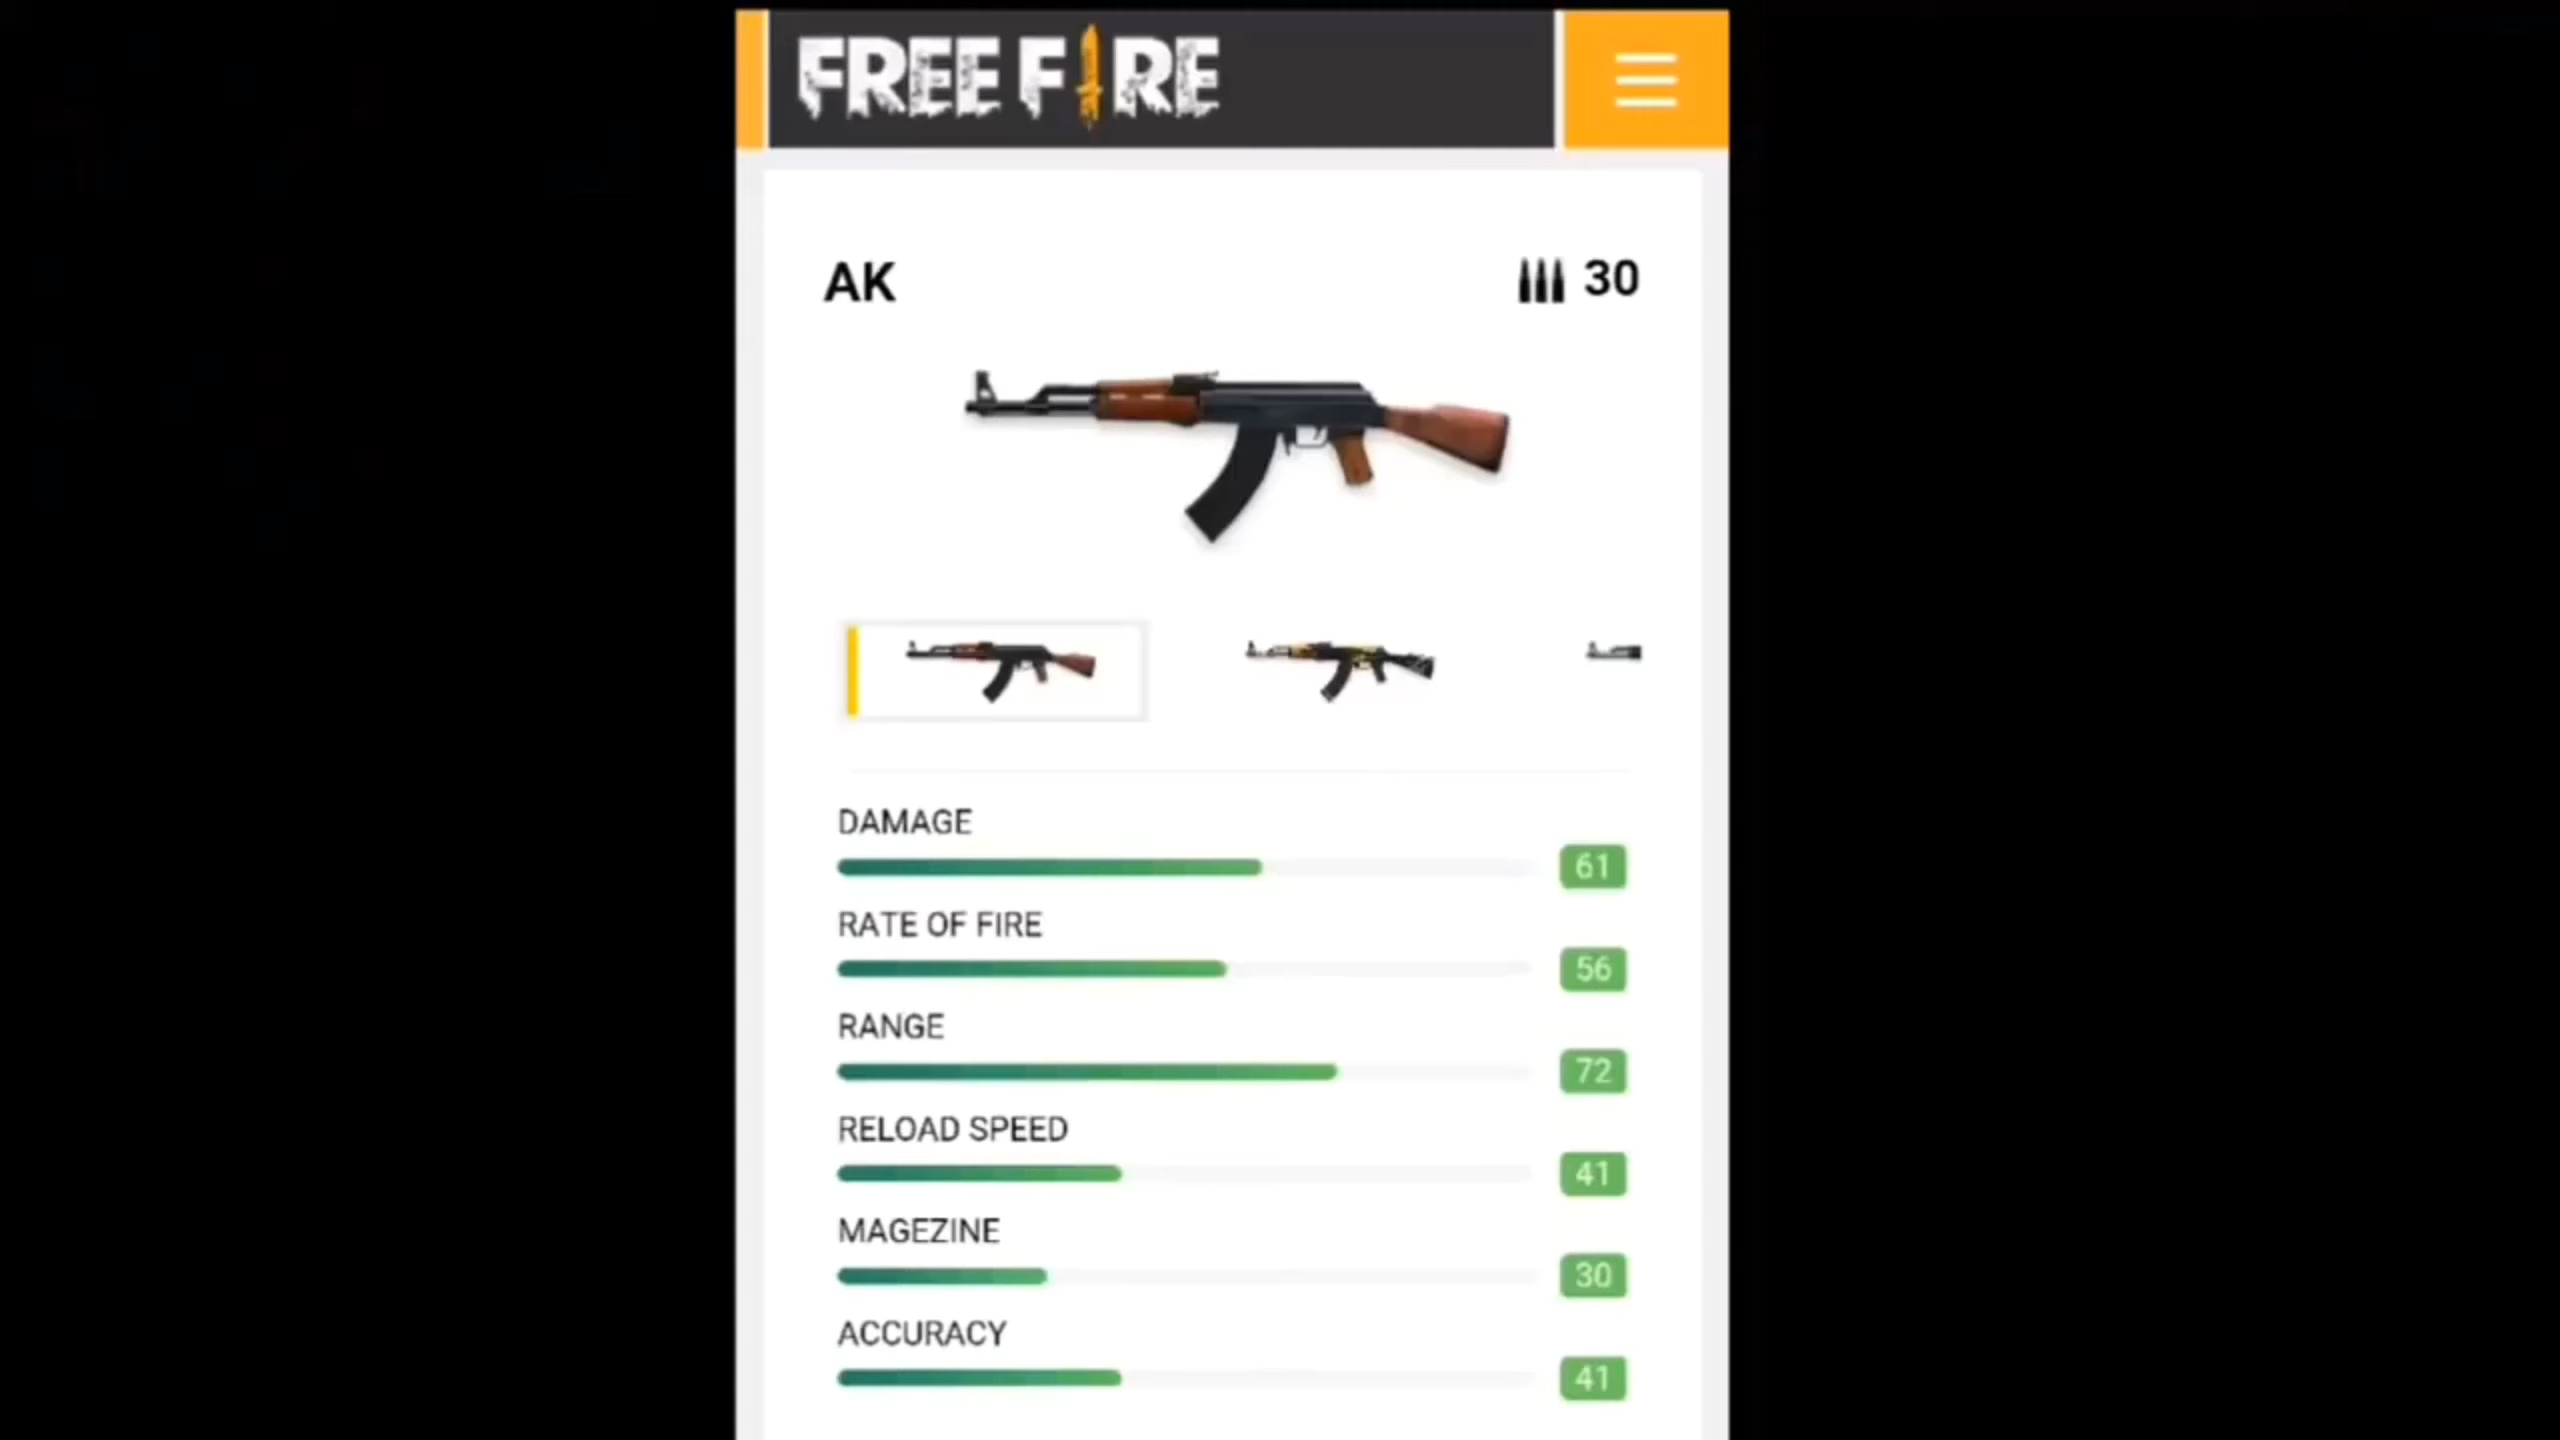 FREE FIRE
AK
30
DAMAGE
61
RATE OF FIRE
56
RANGE
72
RELOAD SPEED
41
MAGEZINE
30
ACCURACY
41